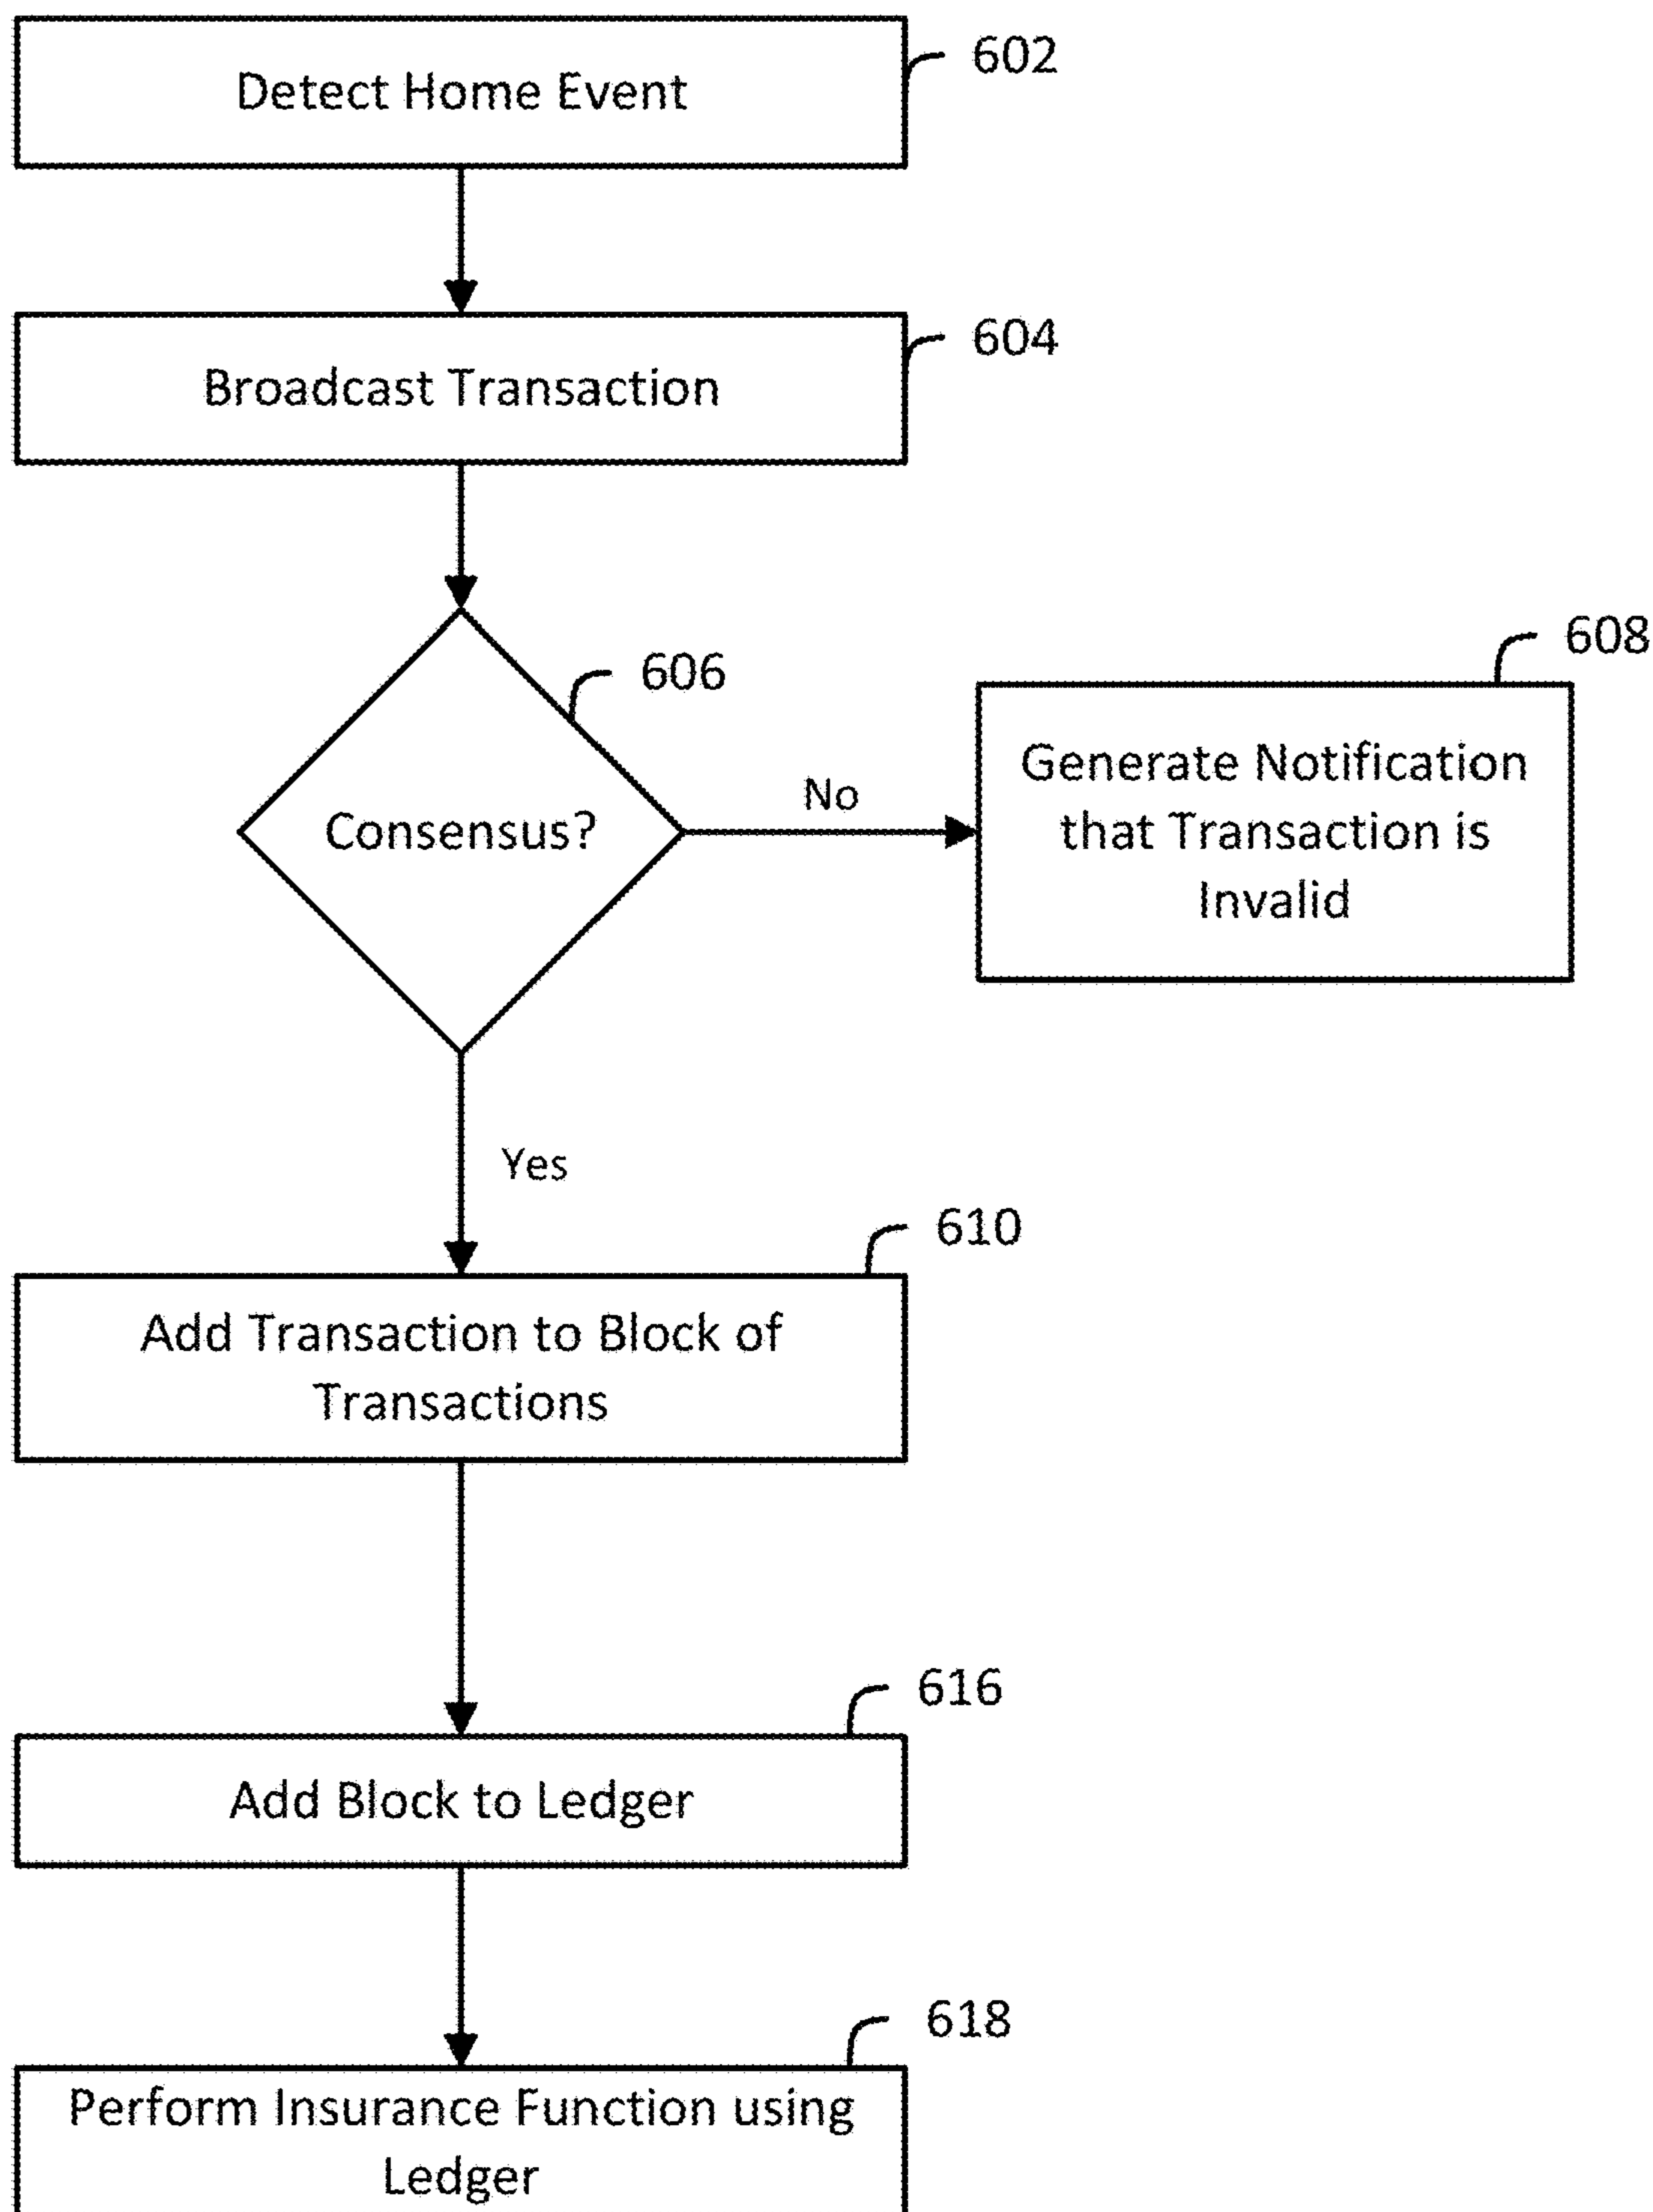 602
Detect Home Event
604
Broadcast Transaction
606
Consensus?
No
608
Generate Notification
that Transaction is
Invalid
Yes
610
Add Transaction to Block of
Transactions
616
Add Block to Ledger
618
Perform Insurance Function using
Ledger